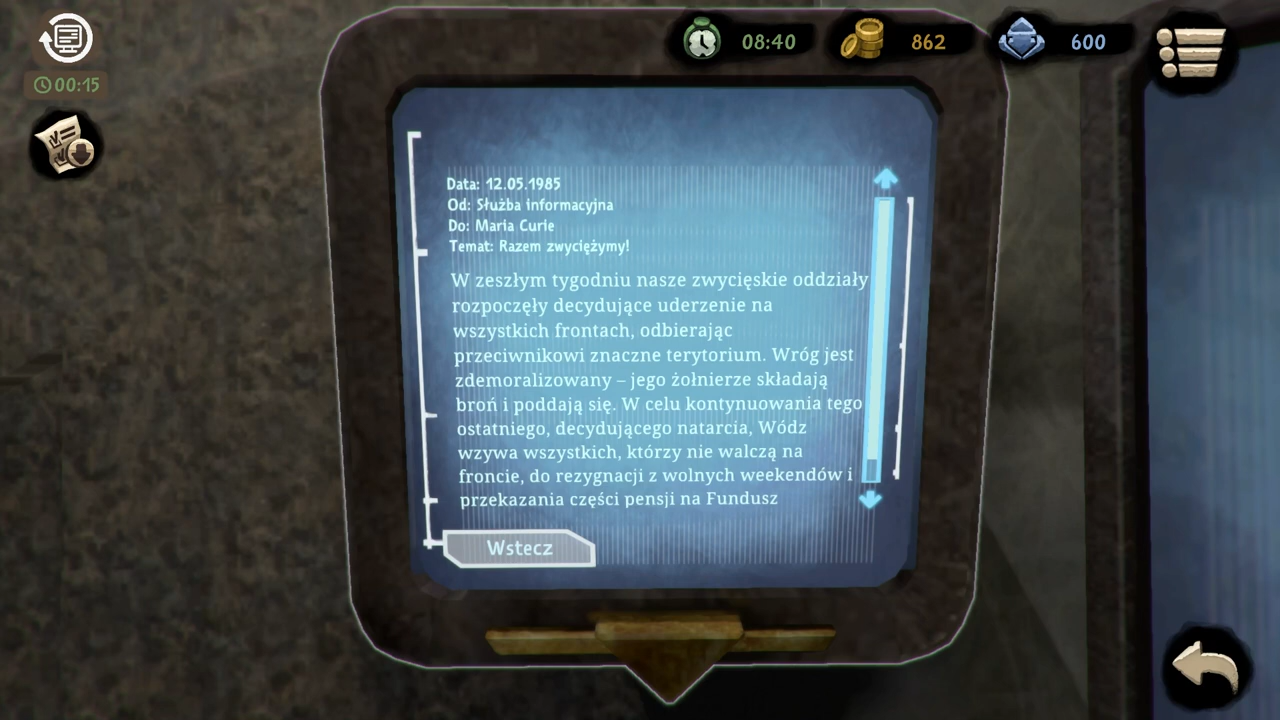 08:40
862
600
00:15
Data: 12.05.1985
Od: Służba informacyjna
Do: Maria Curie
Temat: Razem zwyciężymy!
W zeszłym tygodniu nasze zwycięskie oddziały
rozpoczęły decydujące uderzenie na
wszystkich frontach, odbierając
przeciwnikowi znaczne terytorium. Wróg jest
zdemoralizowany – jego żołnierze składają
broń i poddają się. W celu kontynuowania tego
ostatniego, decydującego natarcia, Wódz
wzywa wszystkich, którzy nie walczą na
froncie, do rezygnacji z wolnych weekendów i
przekazania części pensji na Fundusz
Wstecz